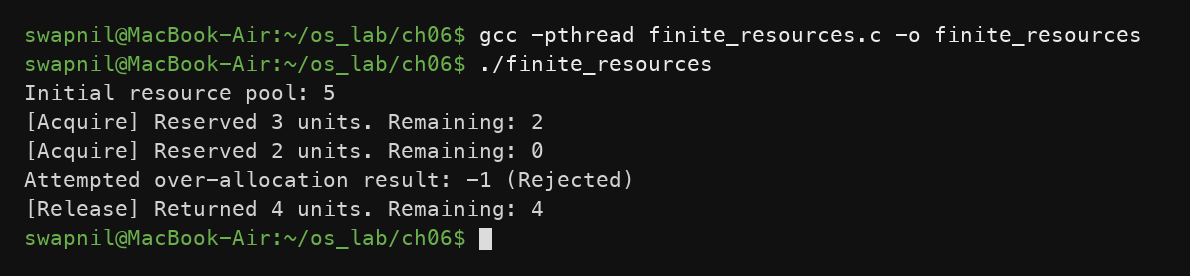 swapnil@MacBook-Air:~/os_lab/ch06$ gcc -pthread finite_resources.c -o finite_resources
swapnil@MacBook-Air:~/os_lab/ch06$ ./finite_resources
Initial resource pool: 5
[Acquire] Reserved 3 units. Remaining: 2
[Acquire] Reserved 2 units. Remaining: 0
Attempted over-allocation result: -1 (Rejected)
[Release] Returned 4 units. Remaining: 4
swapnil@MacBook-Air:~/os_lab/ch06$